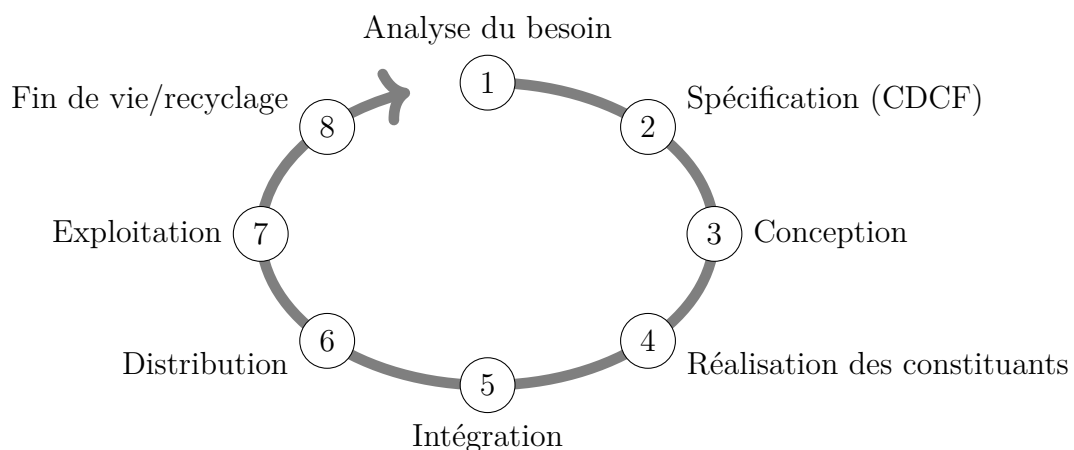 Analyse du besoin
1
2
Spécification (CDCF)
3
Conception
4
Réalisation des constituants
5
Intégration
6
Distribution
7
Exploitation
8
Fin de vie/recyclage